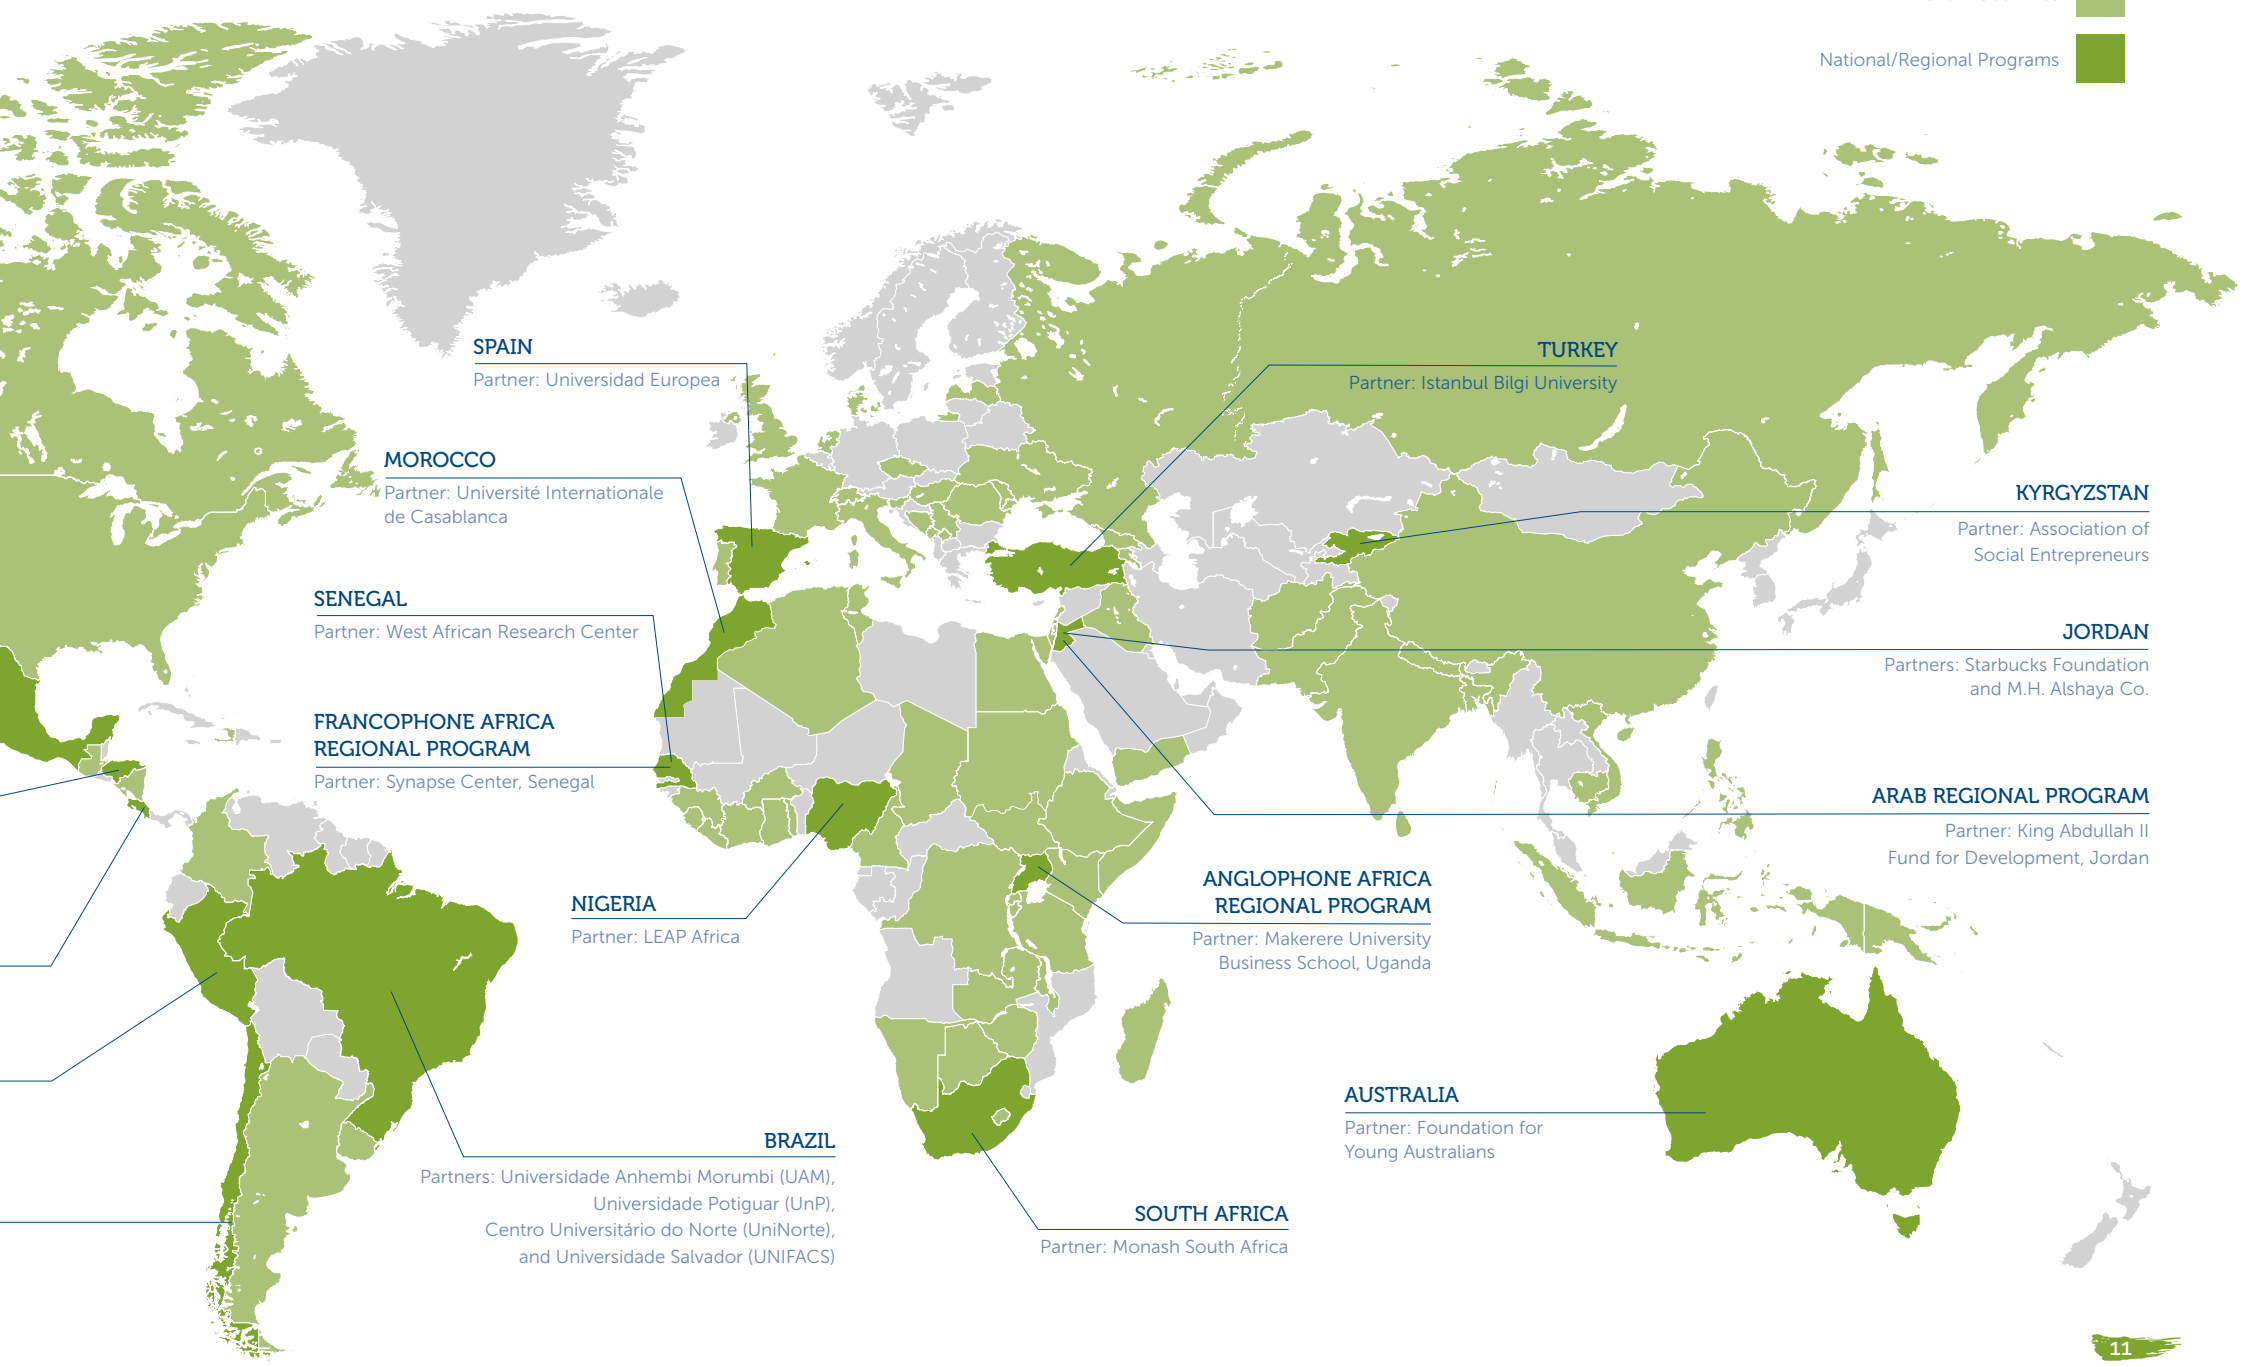 National/Regional Programs
SPAIN
Partner: Universidad Europea
TURKEY
Partner: Istanbul Bilgi University
MOROCCO
Partner: Université Internationale
de Casablanca
KYRGYZSTAN
Partner: Association of
Social Entrepreneurs
SENEGAL
Partner: West African Research Center
JORDAN
Partners: Starbucks Foundation
and M.H. Alshaya Co.
FRANCOPHONE AFRICA
REGIONAL PROGRAM
Partner: Synapse Center, Senegal
ARAB REGIONAL PROGRAM
Partner: King Abdullah II
Fund for Development, Jordan
NIGERIA
Partner: LEAP Africa
ANGLOPHONE AFRICA
REGIONAL PROGRAM
Partner: Makerere University
Business School, Uganda
AUSTRALIA
Partner: Foundation for
Young Australians
BRAZIL
Partners: Universidade Anhembi Morumbi (UAM),
Universidade Potiguar (UnP),
Centro Universitário do Norte (UniNorte),
and Universidade Salvador (UNIFACS)
SOUTH AFRICA
Partner: Monash South Africa
11